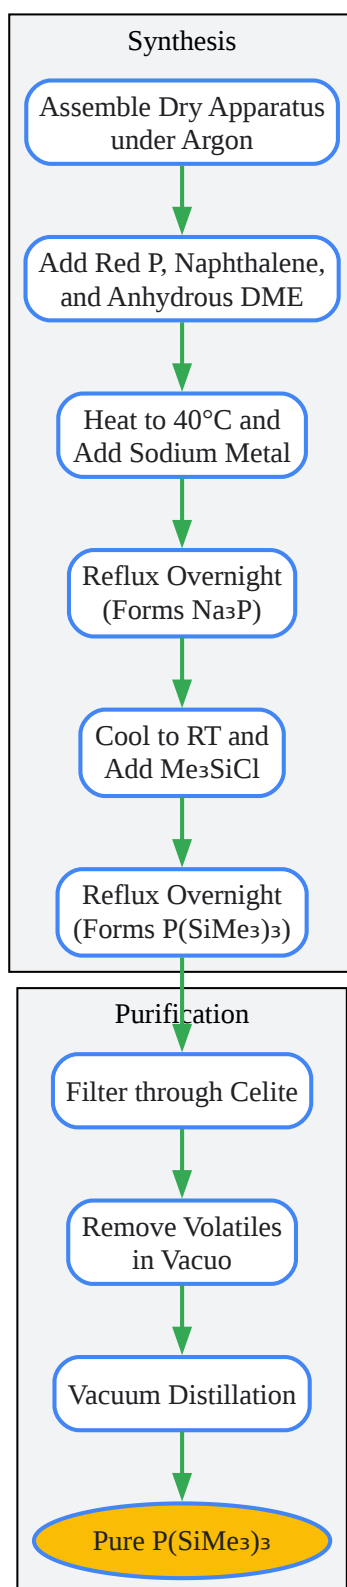 Synthesis
Assemble Dry Apparatus
under Argon
Add Red P, Naphthalene,
and Anhydrous DME
Heat to 40°C and
Add Sodium Metal
Reflux Overnight
(Forms Na₃P)
Cool to RT and
Add Me₃SiCl
Reflux Overnight
(Forms P(SiMe₃)₃)
Purification
Filter through Celite
Remove Volatiles
in Vacuo
Vacuum Distillation
Pure P(SiMe₃)₃